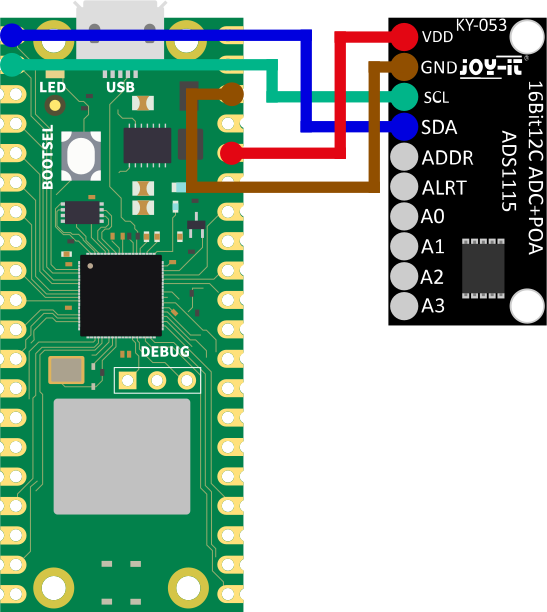 LED
USB
BOOTSEL
DEBUG
KY-053
VDD
GND
JOY-iT
SCL
SDA
ADDR
ALRT
A0
A1
A2
A3
16Bit12C ADC+POA
ADS1115